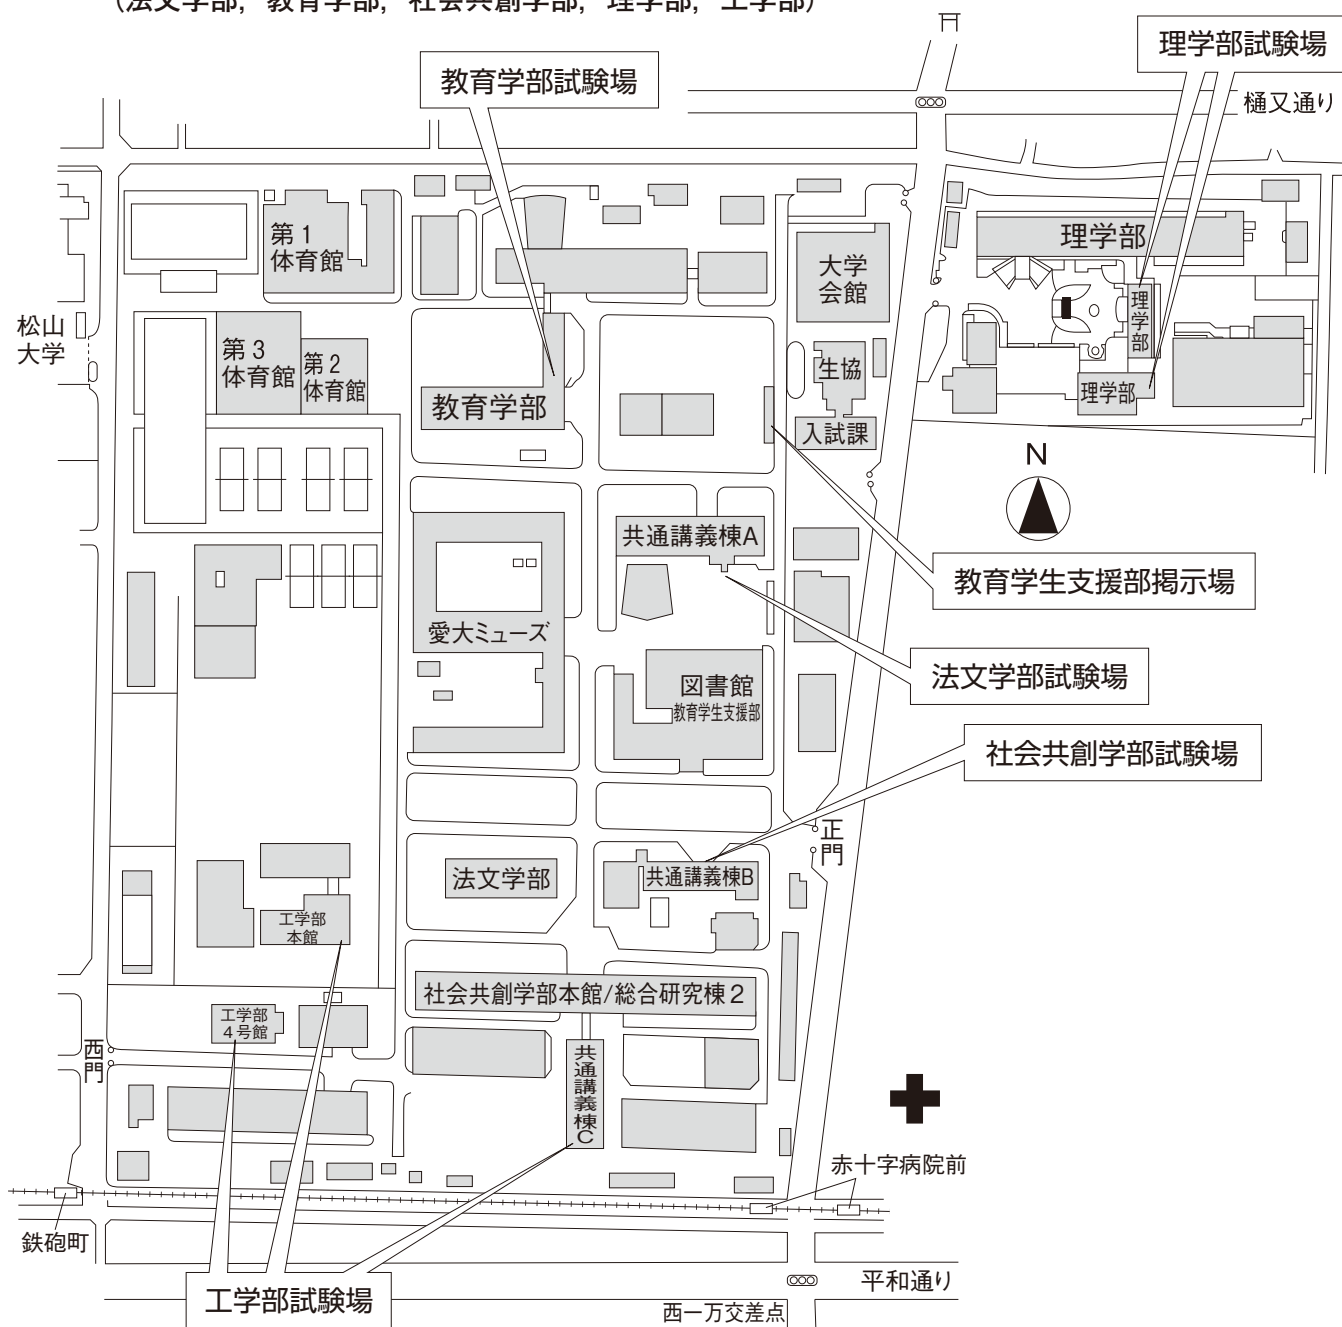 (法文学部，教育学部，社会共創学部，理学部，工学部)
理学部試験場
教育学部試験場
樋又通り
第1
体育館
理学部
大学
会館
理学部
松山
大学
第3
体育館
第2
体育館
生協
教育学部
理学部
入試課
N
共通講義棟A
教育学生支援部掲示場
愛大ミューズ
法文学部試験場
図書館
教育学生支援部
社会共創学部試験場
正門
法文学部
共通講義棟B
工学部
本館
社会共創学部本館/総合研究棟2
工学部
4号館
西門
共通講義棟C
赤十字病院前
鉄砲町
平和通り
工学部試験場
西一万交差点